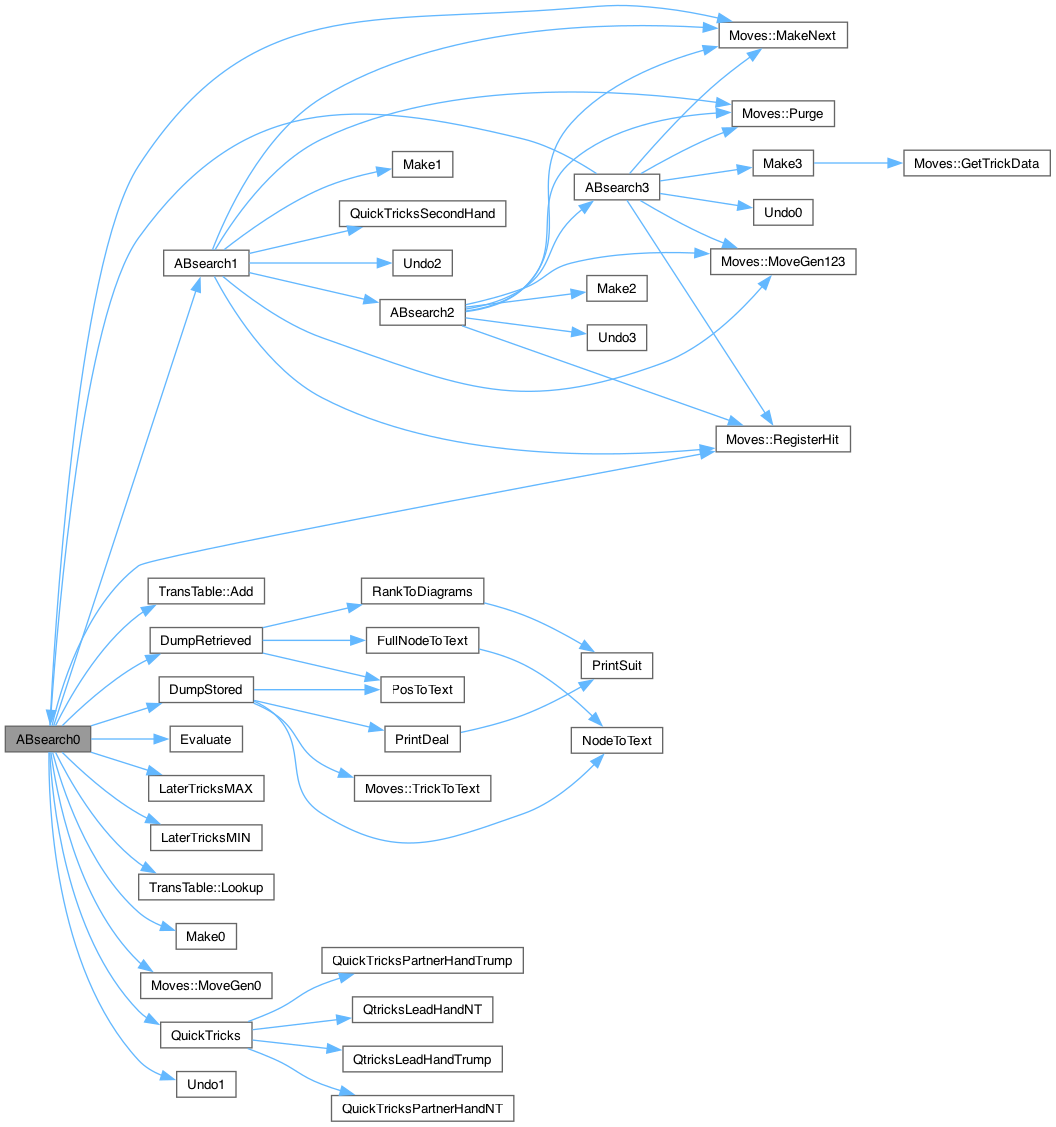 Moves::MakeNext
Moves::Purge
Make1
Make3
Moves::GetTrickData
ABsearch3
QuickTricksSecondHand
Undo0
ABsearch1
Undo2
Moves::MoveGen123
Make2
ABsearch2
Undo3
Moves::RegisterHit
TransTable::Add
RankToDiagrams
DumpRetrieved
FullNodeToText
PrintSuit
DumpStored
PosToText
ABsearch0
Evaluate
PrintDeal
NodeToText
LaterTricksMAX
Moves::TrickToText
LaterTricksMIN
TransTable::Lookup
Make0
QuickTricksPartnerHandTrump
Moves::MoveGen0
QtricksLeadHandNT
QuickTricks
QtricksLeadHandTrump
Undo1
QuickTricksPartnerHandNT